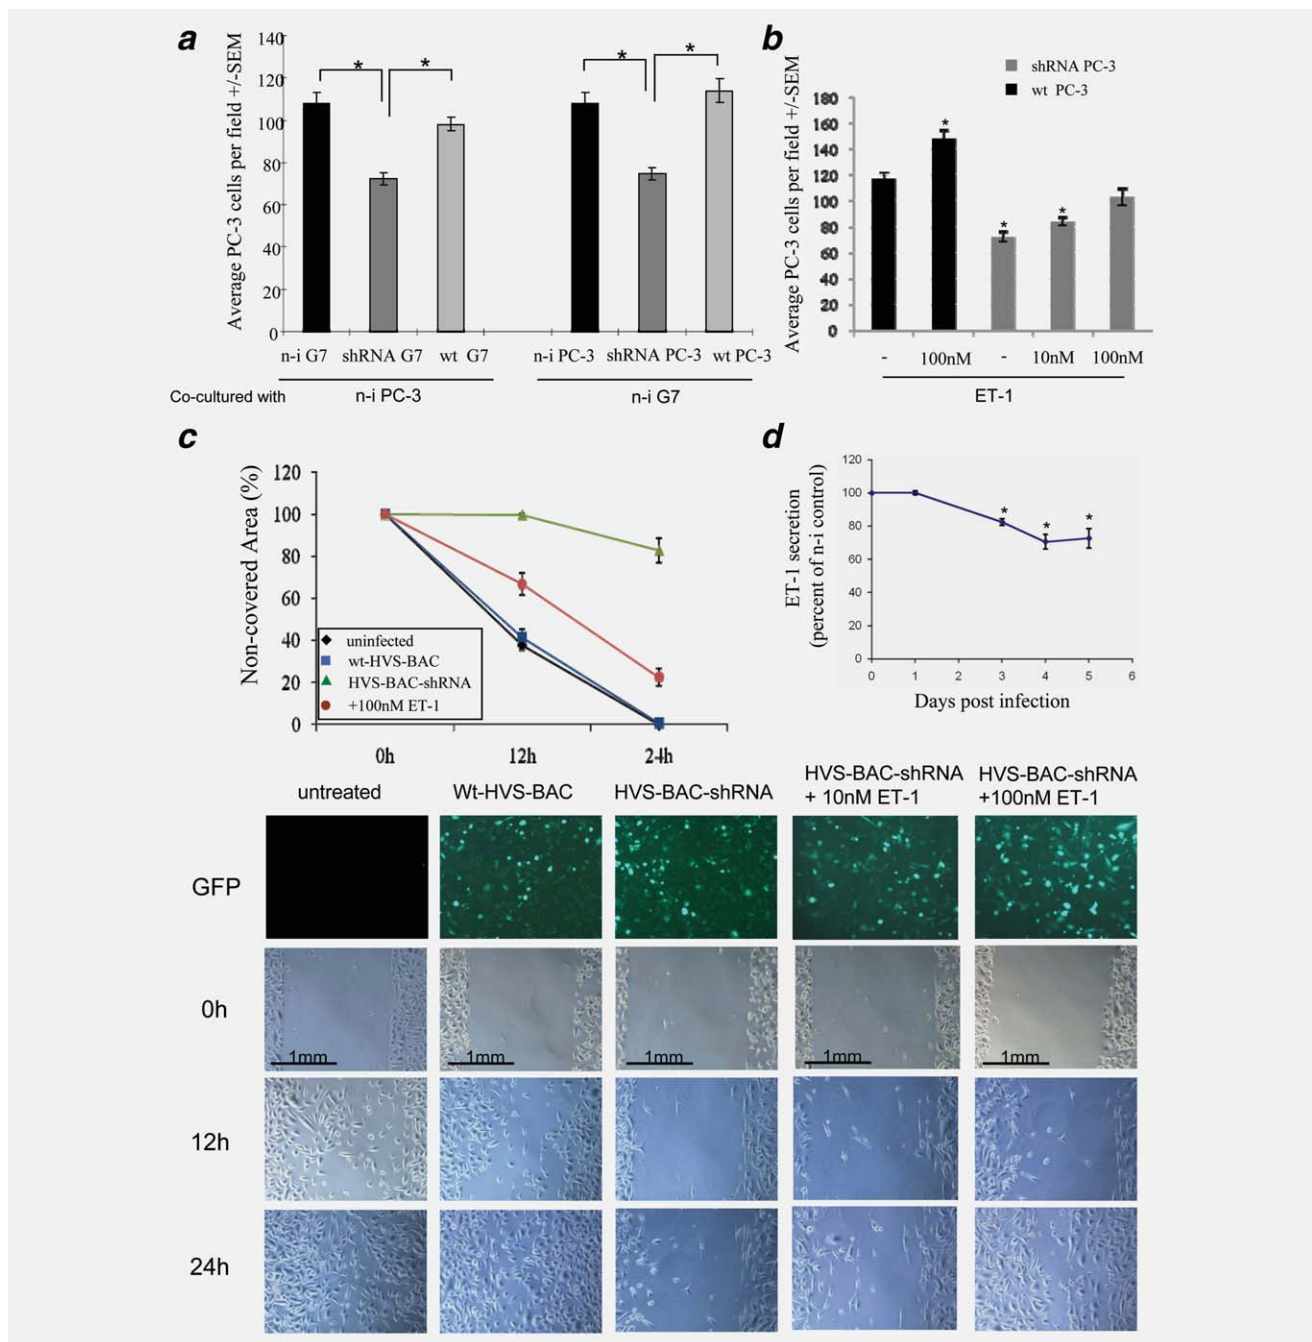 a
Average PC-3 cells per field +/-SEM
140
120
100
80
60
40
20
0
* * * *
n-i G7 shRNA G7 wt G7 n-i PC-3 shRNA PC-3 wt PC-3
Co-cultured with n-i PC-3 n-i G7
b
shRNA PC-3
wt PC-3
Average PC-3 cells per field +/-SEM
180
160
140
120
100
80
60
40
20
0
* * *
- 100nM - 10nM 100nM
ET-1
c
Non-covered Area (%)
120
100
80
60
40
20
0
uninfected
wt-HVS-BAC
HVS-BAC-shRNA
+100nM ET-1
0h 12h 24h
d
ET-1 secretion
(percent of n-i control)
120
100
80
60
40
20
0
* * *
0 1 2 3 4 5 6
Days post infection
untreated Wt-HVS-BAC HVS-BAC-shRNA HVS-BAC-shRNA
+ 10nM ET-1
HVS-BAC-shRNA
+100nM ET-1
GFP
0h
1mm 1mm 1mm 1mm 1mm
12h
24h